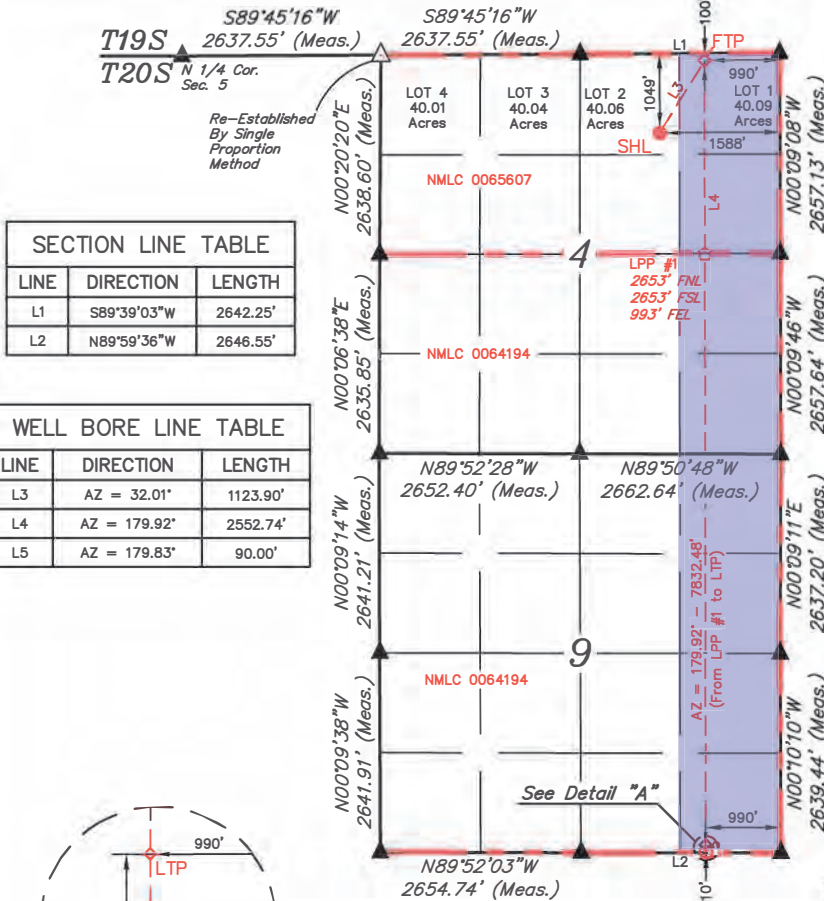 S89°45'16"W
2637.55' (Meas.)
S89°45'16"W
2637.55' (Meas.)
100'
T19S
T20S
N 1/4 Cor.
Sec. 5
L1
FTP
990'
Re-Established
By Single
Proportion
Method
LOT 4
40.01
Acres
LOT 3
40.04
Acres
LOT 2
40.06
Acres
LOT 1
40.09
Arces
1049'
L3
SHL
1588'
N00°20'20"E
2638.60' (Meas.)
N00°09'08"W
2657.13' (Meas.)
NMLC 0065607
L4
SECTION LINE TABLE
LINE DIRECTION LENGTH
L1 S89°39'03"W 2642.25'
L2 N89°59'36"W 2646.55'
4
LPP #1
2653' FNL
2653' FSL
993' FEL
N00°06'38"E
2635.85' (Meas.)
NMLC 0064194
N00°09'46"W
2657.64' (Meas.)
WELL BORE LINE TABLE
LINE DIRECTION LENGTH
L3 AZ = 32.01° 1123.90'
L4 AZ = 179.92° 2552.74'
L5 AZ = 179.83° 90.00'
N89°52'28"W
2652.40' (Meas.)
N89°50'48"W
2662.64' (Meas.)
N00°09'14"W
2641.21' (Meas.)
N00°09'11"E
2637.20' (Meas.)
AZ = 179.92° - 7832.48'
(From LPP #1 to LTP)
9
NMLC 0064194
N00°09'38"W
2641.91' (Meas.)
N00°10'10"W
2639.44' (Meas.)
See Detail "A"
990'
L2
N89°52'03"W
2654.74' (Meas.)
10'
990'
LTP